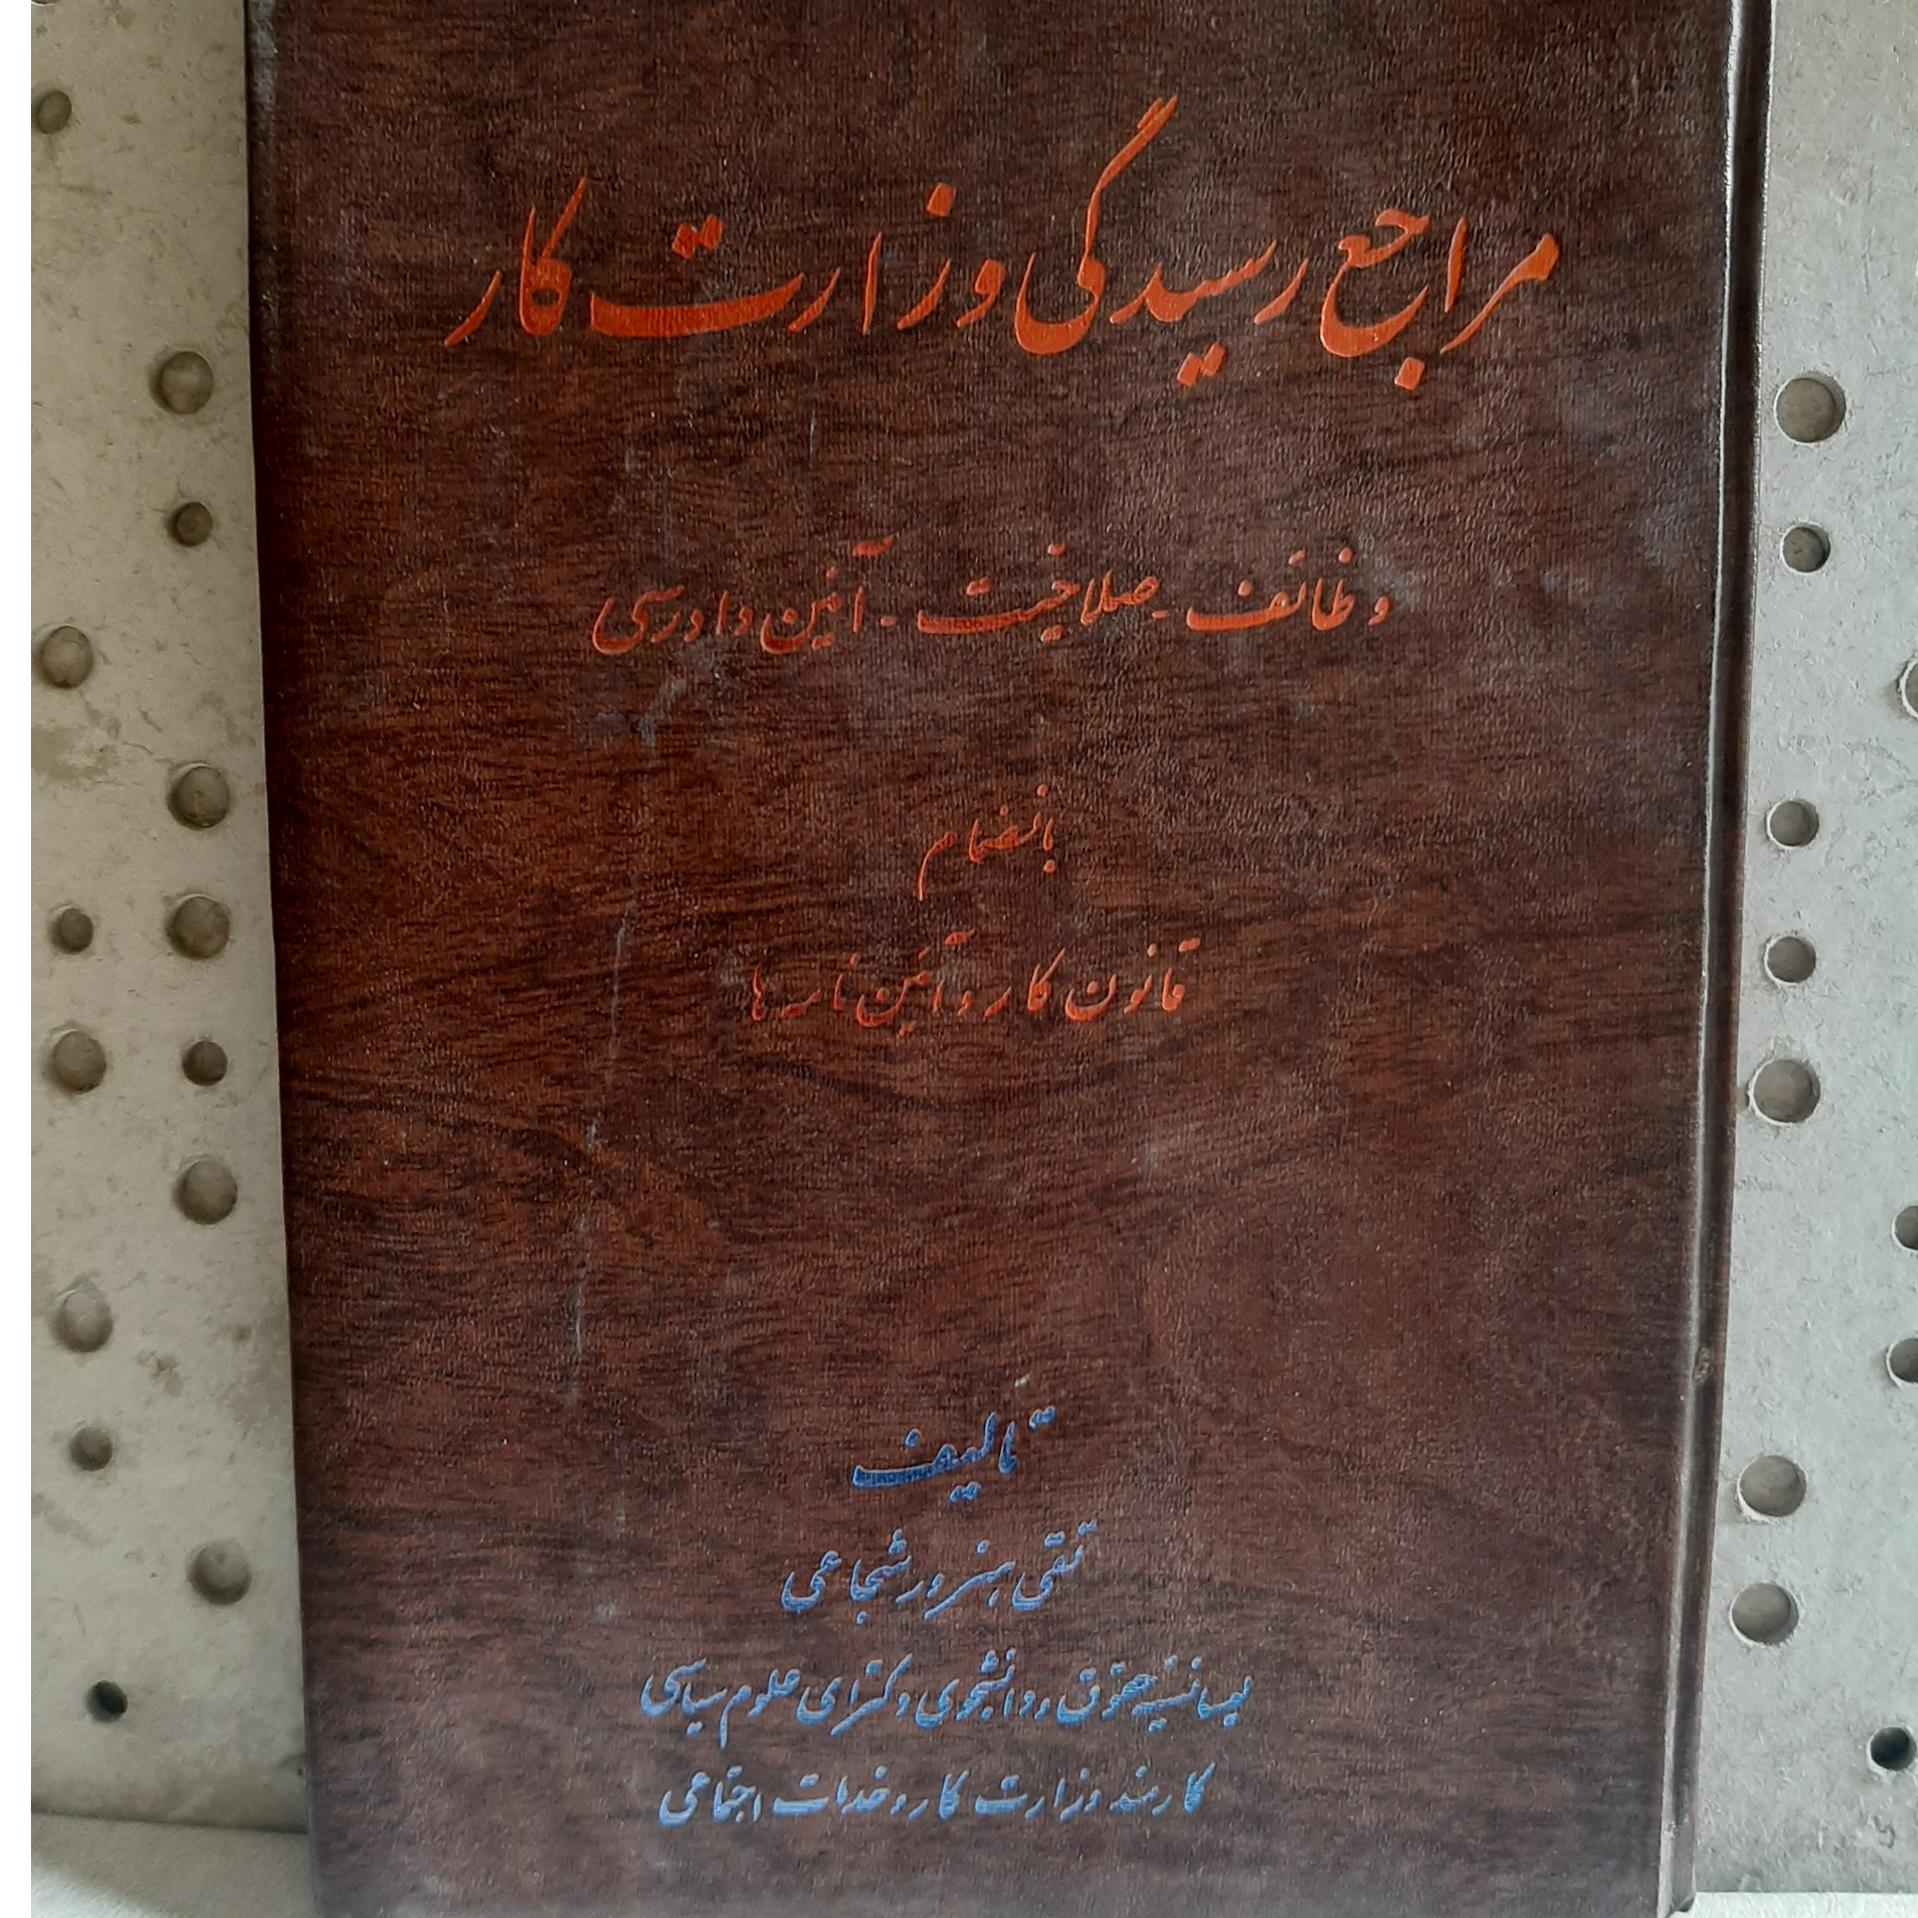 مراجع رسیدگی وزارت کار
وظائف - صلاحیت - آئین دادرسی
بانضمام
قانون کار و آئین نامه ها
تألیف
تقی هنرور شجاعی
لیسانسیه حقوق و دانشجوی دکترای علوم سیاسی
کارمند وزارت کار و خدمات اجتماعی